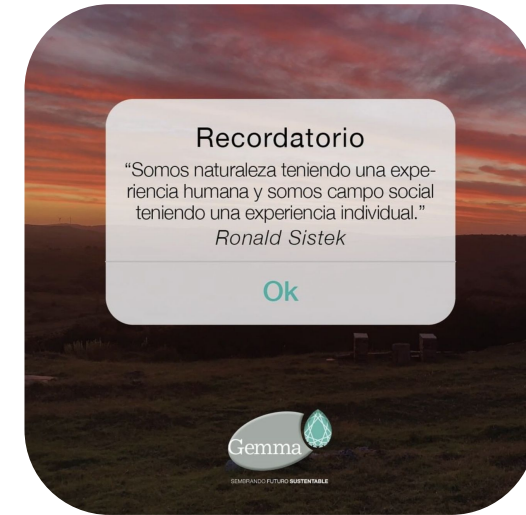 Recordatorio
“Somos naturaleza teniendo una expe-
riencia humana y somos campo social
teniendo una experiencia individual.”
Ronald Sistek
Ok
Gemma
SEMBRANDO FUTURO SUSTENTABLE